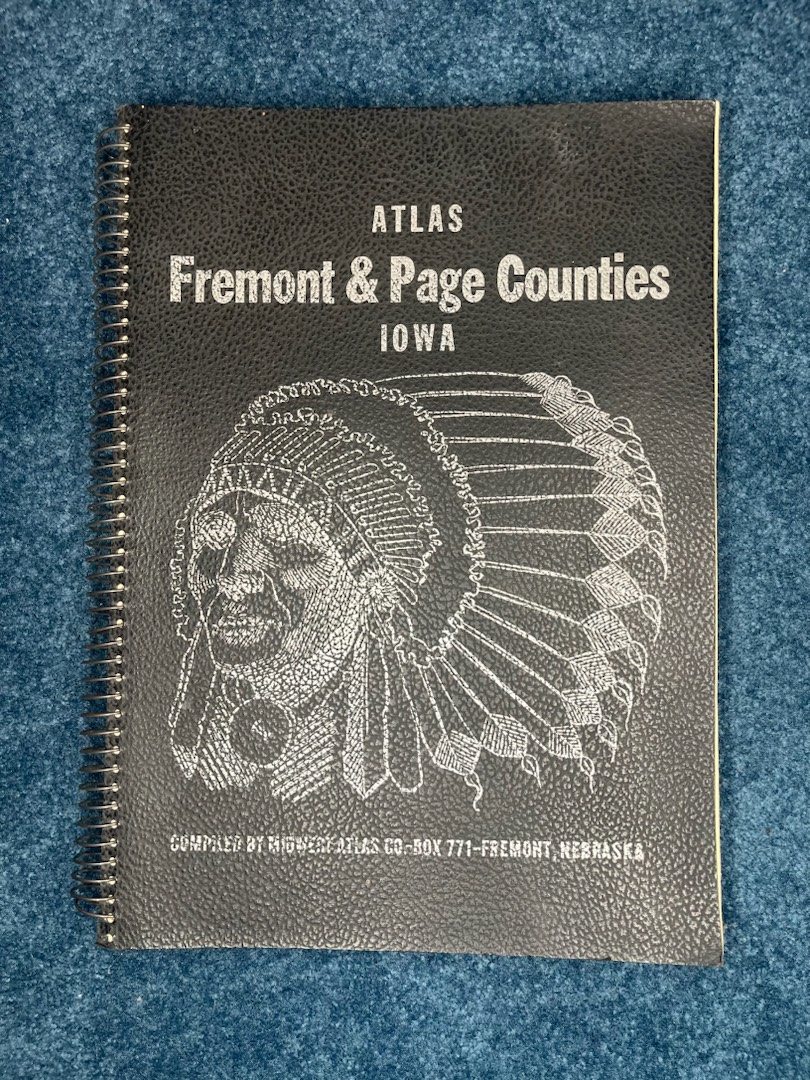 ATLAS
Fremont & Page Counties
IOWA
COMPILED BY MIDWEST ATLAS CO.-BOX 771-FREMONT, NEBRASKA